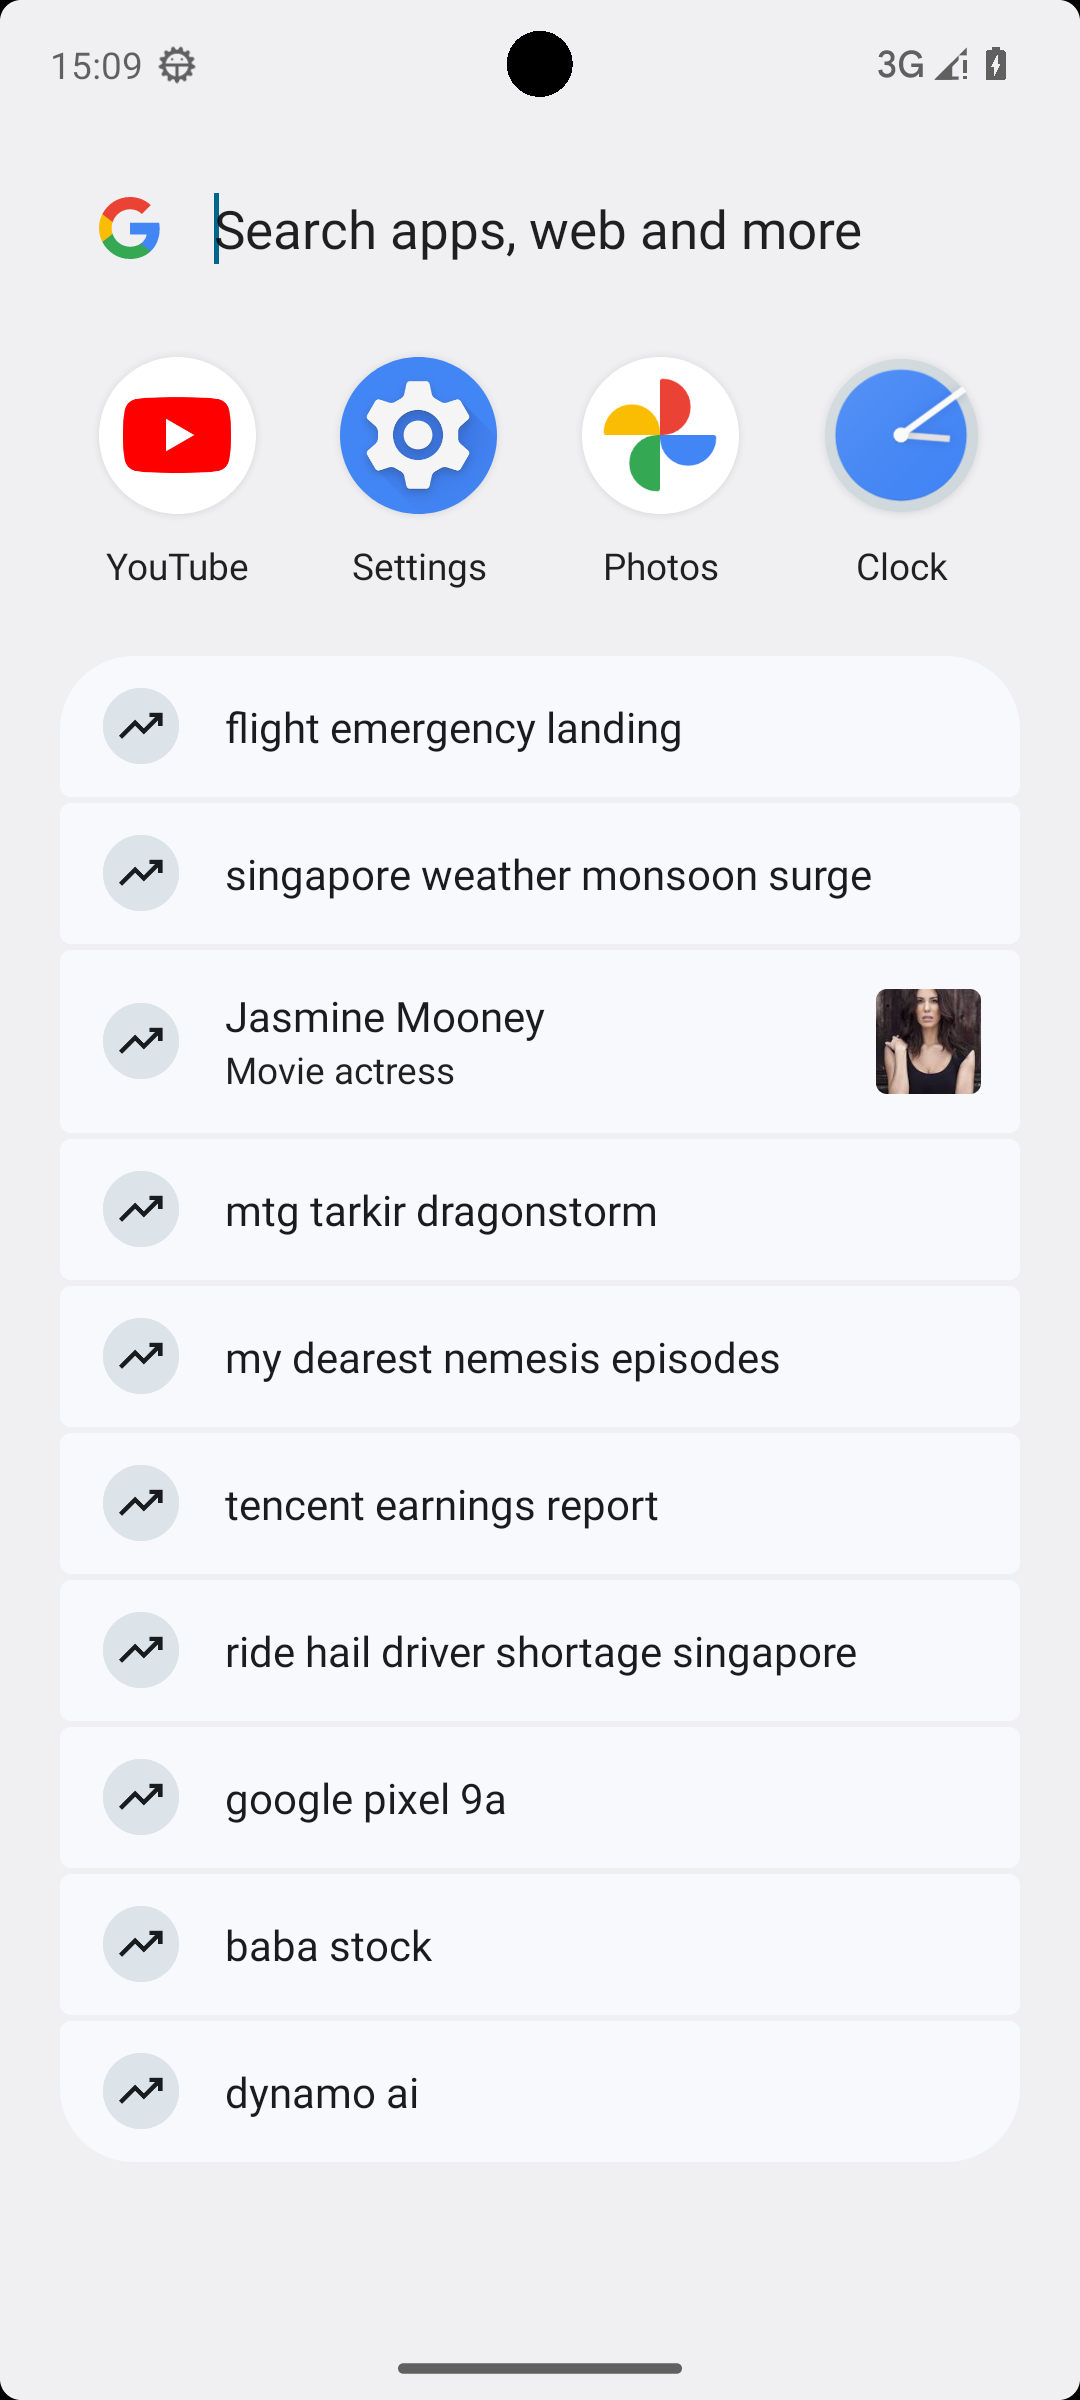 15:09
3G
Search apps, web and more
YouTube
Settings
Photos
Clock
flight emergency landing
singapore weather monsoon surge
Jasmine Mooney
Movie actress
mtg tarkir dragonstorm
my dearest nemesis episodes
tencent earnings report
ride hail driver shortage singapore
google pixel 9a
baba stock
dynamo ai